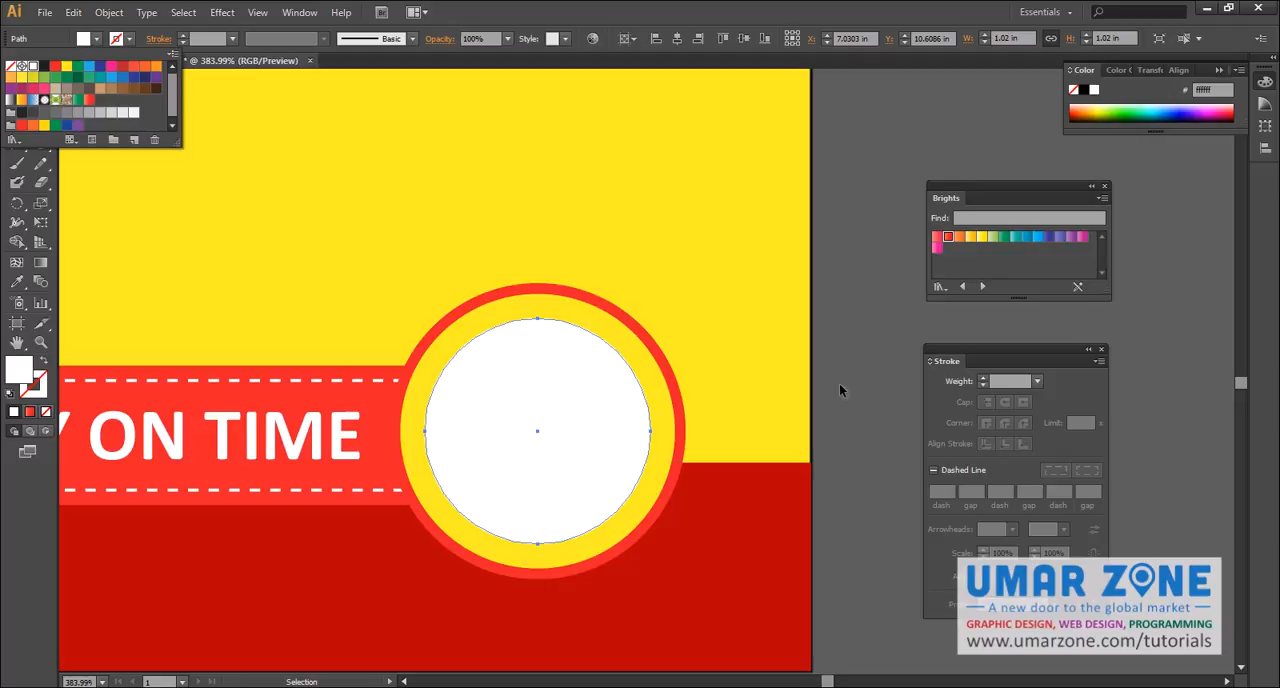 Ai File Edit Object Type Select Effect View Window Help Br Essentials
Path Stroke: Basic Opacity: 100% Style: X: 7.0303 in Y: 10.6086 in W: 1.02 in H: 1.02 in
* @ 383.99% (RGB/Preview) ×
Color Color Transfo Align
# ffffff
Brights
Find:
Y ON TIME
Stroke
Weight:
Cap:
Corner: Limit: x
Align Stroke:
Dashed Line
dash gap dash gap dash gap
Arrowheads:
Scale: 100% 100%
UMAR ZONE
A new door to the global market
GRAPHIC DESIGN, WEB DESIGN, PROGRAMMING
www.umarzone.com/tutorials
383.99% 1 Selection